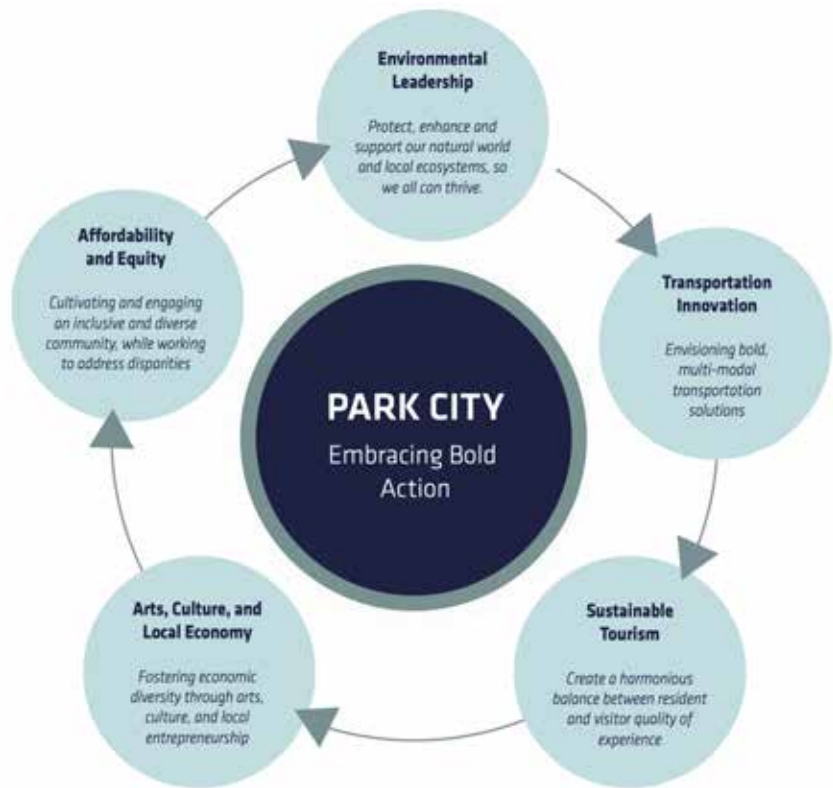 Environmental
Leadership
Protect, enhance and
support our natural world
and local ecosystems, so
we all can thrive.
Transportation
Innovation
Envisioning bold,
multi-modal
transportation
solutions
Sustainable
Tourism
Create a harmonious
balance between resident
and visitor quality of
experience
Arts, Culture, and
Local Economy
Fostering economic
diversity through arts,
culture, and local
entrepreneurship
Affordability
and Equity
Cultivating and engaging
an inclusive and diverse
community, while working
to address disparities
PARK CITY
Embracing Bold
Action